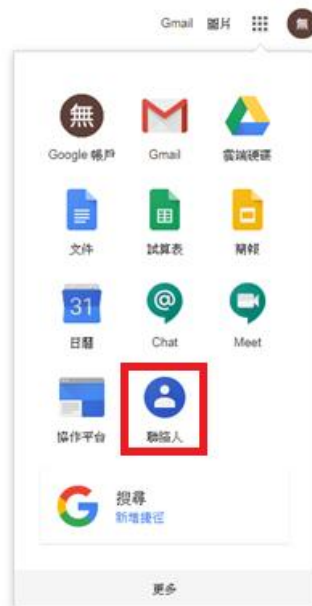 Gmail 圖片 無
無
Google 帳戶 Gmail 雲端硬碟
文件 試算表 簡報
31
日曆 Chat Meet
協作平台 聯絡人
G 搜尋
新增捷徑
更多